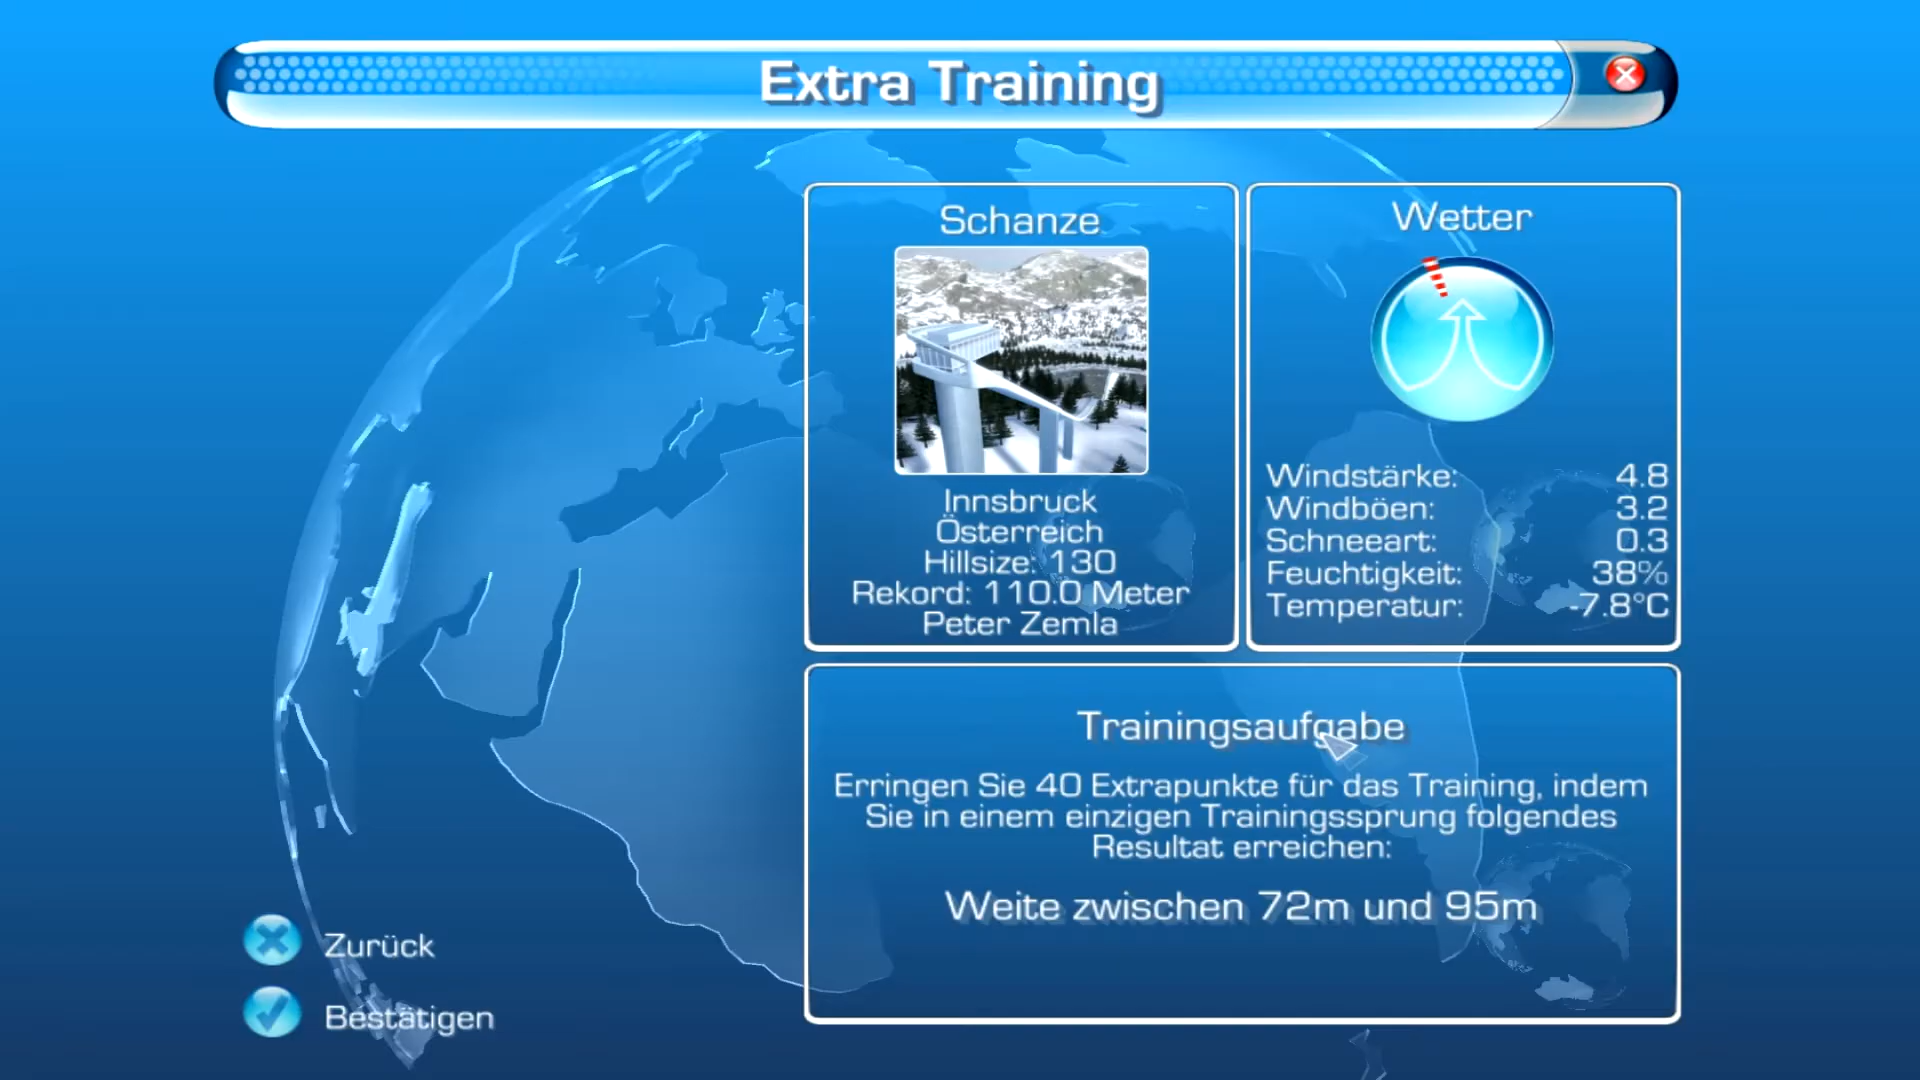 Extra Training
Schanze
Innsbruck
Österreich
Hillsize: 130
Rekord: 110.0 Meter
Peter Zemla
Wetter
Windstärke: 4.8
Windböen: 3.2
Schneeart: 0.3
Feuchtigkeit: 38%
Temperatur: -7.8°C
Trainingsaufgabe
Erringen Sie 40 Extrapunkte für das Training, indem
Sie in einem einzigen Trainingssprung folgendes
Resultat erreichen:
Weite zwischen 72m und 95m
Zurück
Bestätigen